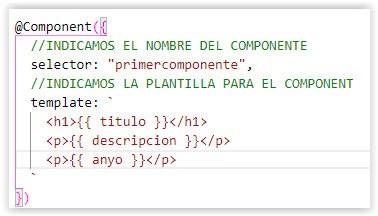 @Component({
//INDICAMOS EL NOMBRE DEL COMPONENTE
selector: "primercomponente",
//INDICAMOS LA PLANTILLA PARA EL COMPONENT
template: `
<h1>{{ titulo }}</h1>
<p>{{ descripcion }}</p>
<p>{{ anyo }}</p>
`
})